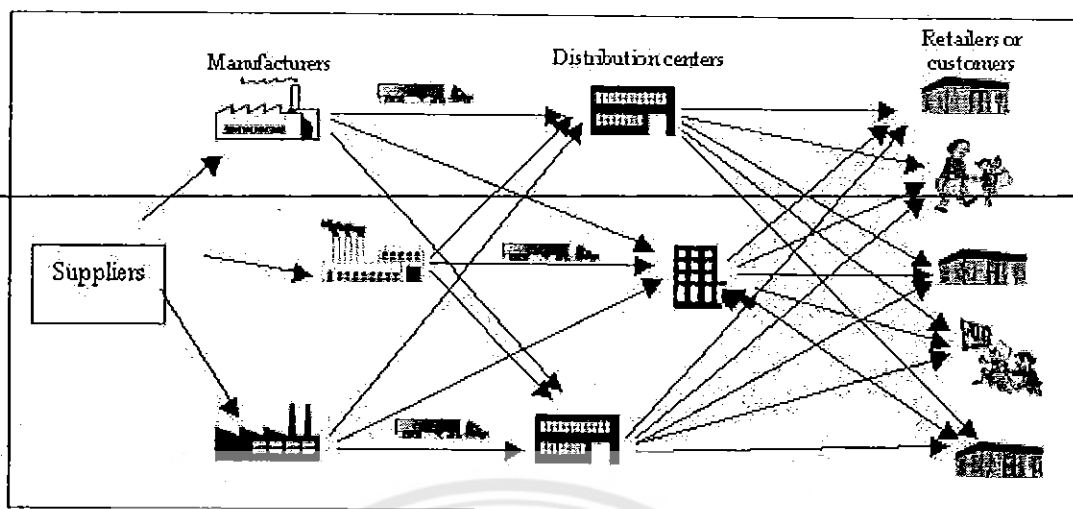 Manufacturers
Distribution centers
Retailers or
customers
Suppliers